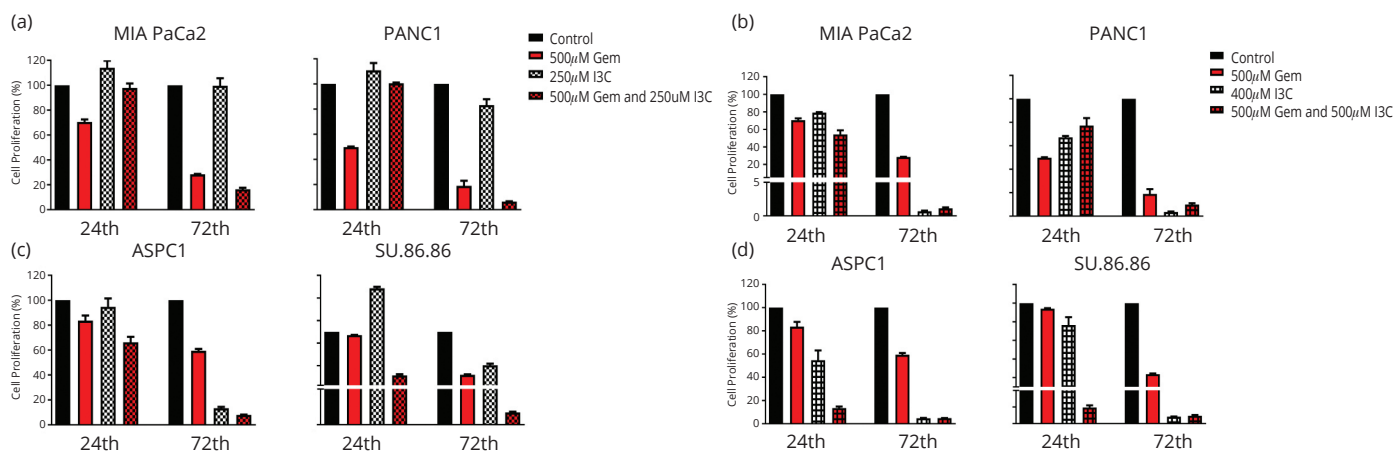 (a)
MIA PaCa2
PANC1
Control
500μM Gem
250μM I3C
500μM Gem and 250uM I3C
Cell Proliferation (%)
120
100
80
60
40
20
0
24th
72th
24th
72th
(b)
MIA PaCa2
PANC1
Control
500μM Gem
400μM I3C
500μM Gem and 500μM I3C
Cell Proliferation (%)
100
80
60
40
20
5
0
24th
72th
24th
72th
(c)
ASPC1
SU.86.86
Cell Proliferation (%)
120
100
80
60
40
20
0
24th
72th
24th
72th
(d)
ASPC1
SU.86.86
Cell Proliferation (%)
120
100
80
60
40
20
0
24th
72th
24th
72th